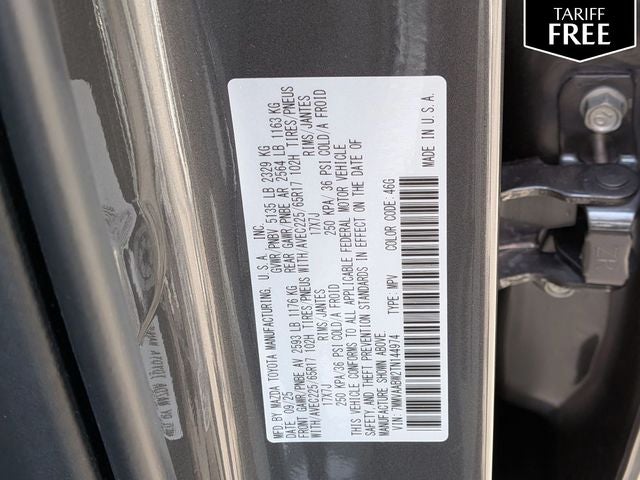 TARIFF
FREE
MFG. BY MAZDA TOYOTA MANUFACTURING, U.S.A., INC.
DATE: 09/25 GVWR/PNBV 5135 LB 2329 KG
FRONT GAWR/PNBE AV 2593 LB 1176 KG REAR GAWR/PNBE AR 2564 LB 1163 KG
WITH/AVEC225/65R17 102H TIRES/PNEUS WITH/AVEC225/65R17 102H TIRES/PNEUS
17X7J RIMS/JANTES 17X7J RIMS/JANTES
250 KPA/ 36 PSI COLD/A FROID 250 KPA/ 36 PSI COLD/A FROID
THIS VEHICLE CONFORMS TO ALL APPLICABLE FEDERAL MOTOR VEHICLE
SAFETY AND THEFT PREVENTION STANDARDS IN EFFECT ON THE DATE OF
MANUFACTURE SHOWN ABOVE.
7MMVAABW2TN144974 TYPE: MPV COLOR CODE: 46G
MADE IN U.S.A.